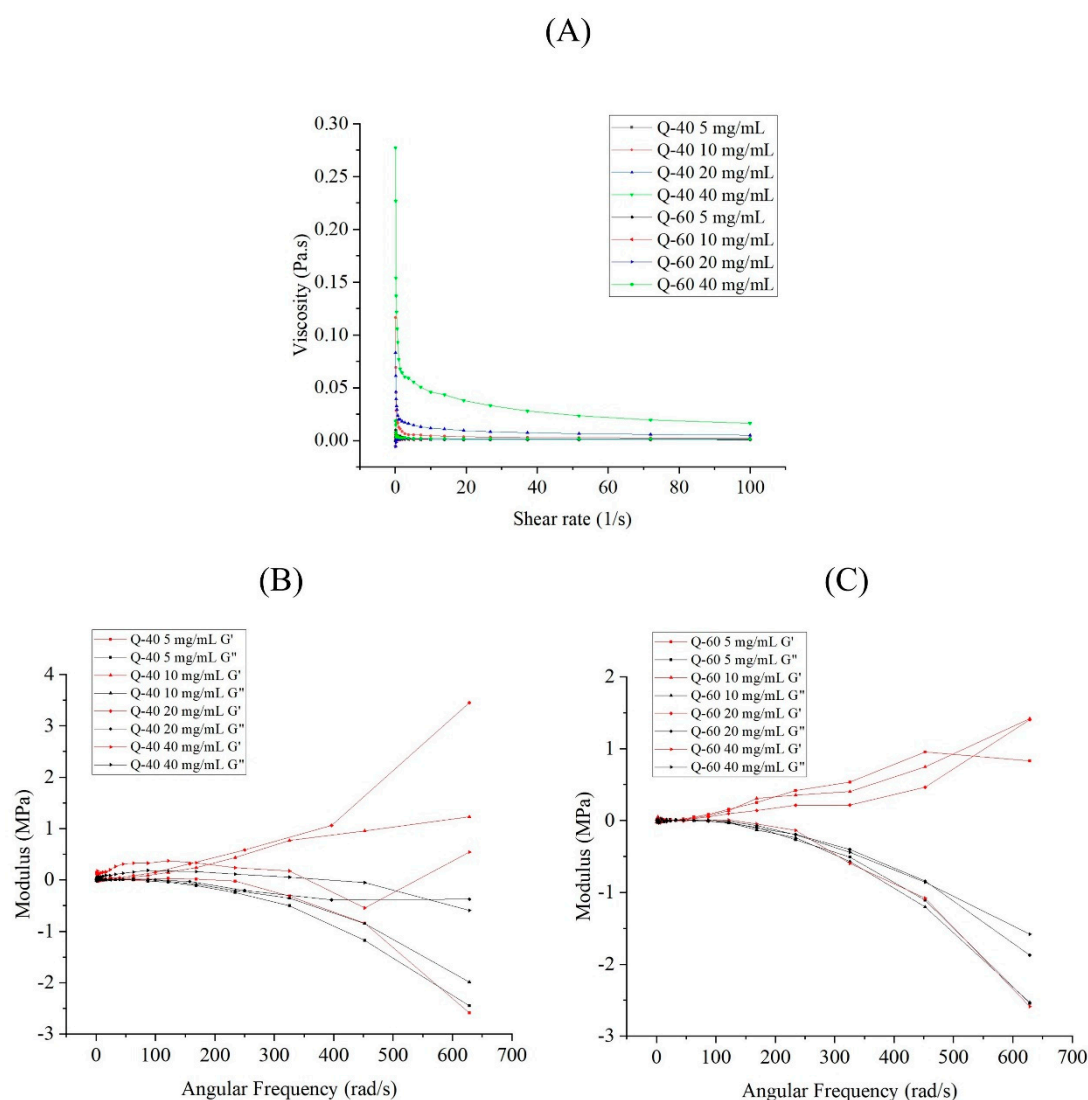 (A)
0.30
0.25
0.20
0.15
0.10
0.05
0.00
Viscosity (Pa.s)
0
20
40
60
80
100
Shear rate (1/s)
Q-40 5 mg/mL
Q-40 10 mg/mL
Q-40 20 mg/mL
Q-40 40 mg/mL
Q-60 5 mg/mL
Q-60 10 mg/mL
Q-60 20 mg/mL
Q-60 40 mg/mL
(B)
Q-40 5 mg/mL G'
Q-40 5 mg/mL G"
Q-40 10 mg/mL G'
Q-40 10 mg/mL G"
Q-40 20 mg/mL G'
Q-40 20 mg/mL G"
Q-40 40 mg/mL G'
Q-40 40 mg/mL G"
4
3
2
1
0
-1
-2
-3
Modulus (MPa)
0
100
200
300
400
500
600
700
Angular Frequency (rad/s)
(C)
Q-60 5 mg/mL G'
Q-60 5 mg/mL G"
Q-60 10 mg/mL G'
Q-60 10 mg/mL G"
Q-60 20 mg/mL G'
Q-60 20 mg/mL G"
Q-60 40 mg/mL G'
Q-60 40 mg/mL G"
2
1
0
-1
-2
-3
Modulus (MPa)
0
100
200
300
400
500
600
700
Angular Frequency (rad/s)